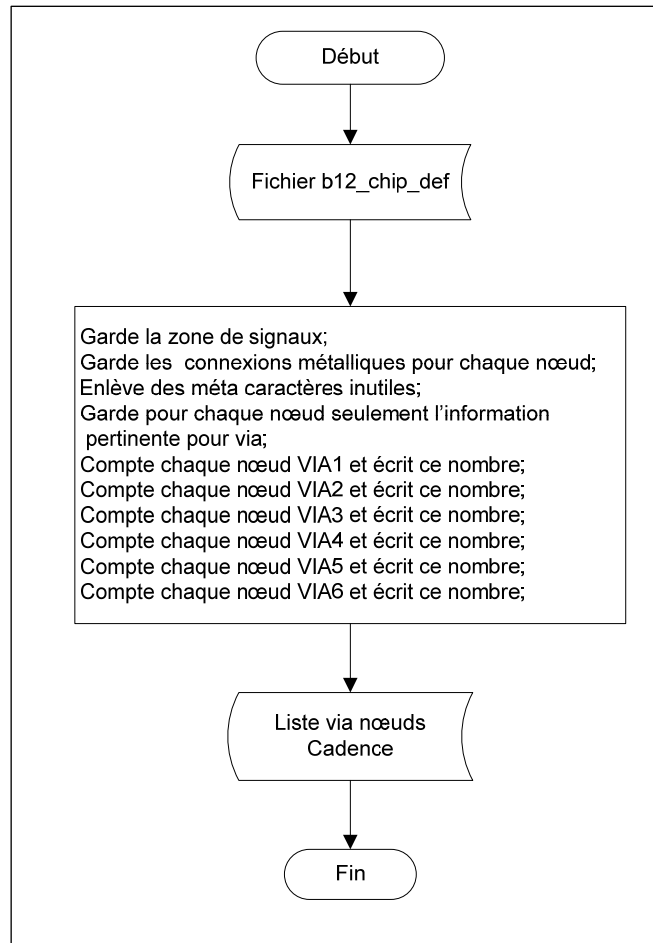 Début
Fichier b12_chip_def
Garde la zone de signaux;
Garde les connexions métalliques pour chaque nœud;
Enlève des méta caractères inutiles;
Garde pour chaque nœud seulement l'information
pertinente pour via;
Compte chaque nœud VIA1 et écrit ce nombre;
Compte chaque nœud VIA2 et écrit ce nombre;
Compte chaque nœud VIA3 et écrit ce nombre;
Compte chaque nœud VIA4 et écrit ce nombre;
Compte chaque nœud VIA5 et écrit ce nombre;
Compte chaque nœud VIA6 et écrit ce nombre;
Liste via nœuds
Cadence
Fin